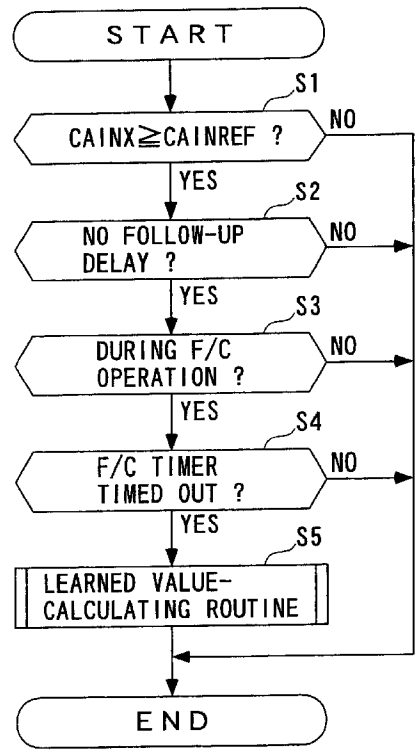 START
S1
CAINX≧CAINREF ?
NO
YES
S2
NO FOLLOW-UP
DELAY ?
NO
YES
S3
DURING F/C
OPERATION ?
NO
YES
S4
F/C TIMER
TIMED OUT ?
NO
YES
S5
LEARNED VALUE-
CALCULATING ROUTINE
END